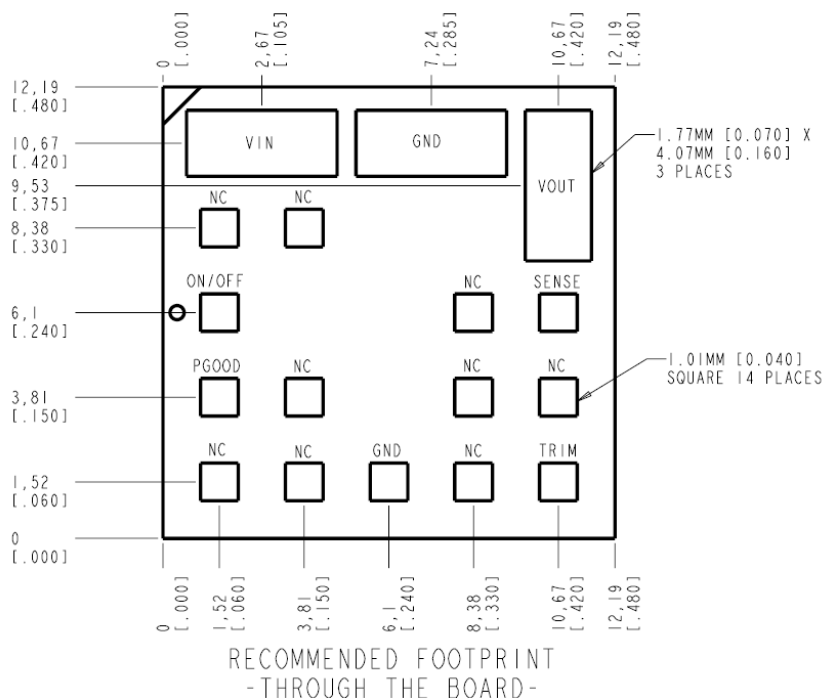 0
[.000]
2,67
[.105]
7,24
[.285]
10,67
[.420]
12,19
[.480]
12,19
[.480]
10,67
[.420]
9,53
[.375]
8,38
[.330]
6,1
[.240]
3,81
[.150]
1,52
[.060]
0
[.000]
VIN
GND
VOUT
1.77MM [0.070] X
4.07MM [0.160]
3 PLACES
NC
NC
ON/OFF
NC
SENSE
PGOOD
NC
NC
NC
1.01MM [0.040]
SQUARE 14 PLACES
NC
NC
GND
NC
TRIM
0
[.000]
1,52
[.060]
3,81
[.150]
6,1
[.240]
8,38
[.330]
10,67
[.420]
12,19
[.480]
RECOMMENDED FOOTPRINT
-THROUGH THE BOARD-